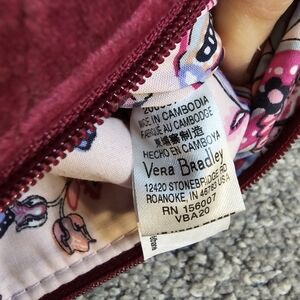 MADE IN CAMBODIA
FABRIQUÉ AU CAMBODGE
柬埔寨制造
HECHO EN CAMBOYA
Vera Bradley
12420 STONEBRIDGE RD
ROANOKE, IN 46783 USA
RN 156007
VBA20